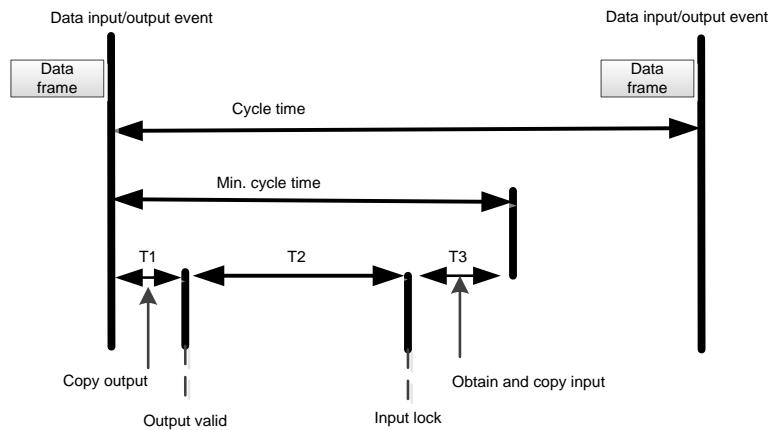 Data input/output event
Data input/output event
Data
frame
Data
frame
Cycle time
Min. cycle time
T1
T2
T3
Copy output
Obtain and copy input
Output valid
Input lock